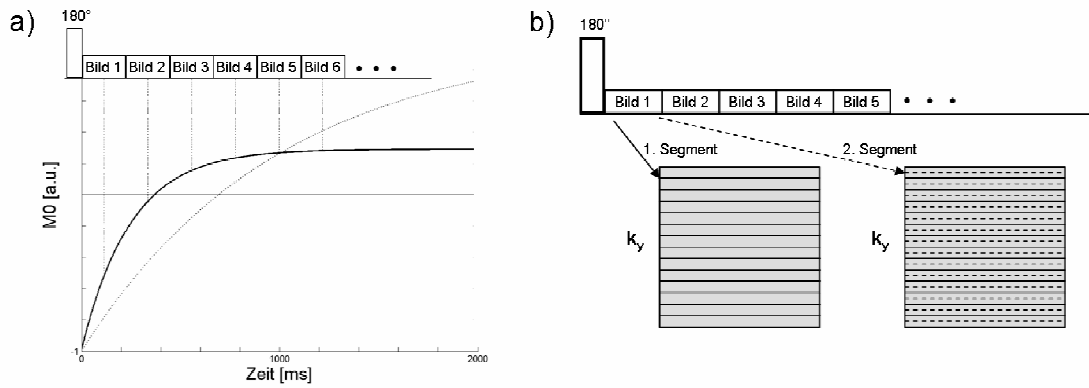 a)
180°
Bild 1 Bild 2 Bild 3 Bild 4 Bild 5 Bild 6
M0 [a.u.]
-1
0 1000 2000
Zeit [ms]
b)
180°
Bild 1 Bild 2 Bild 3 Bild 4 Bild 5
1. Segment 2. Segment
ky ky